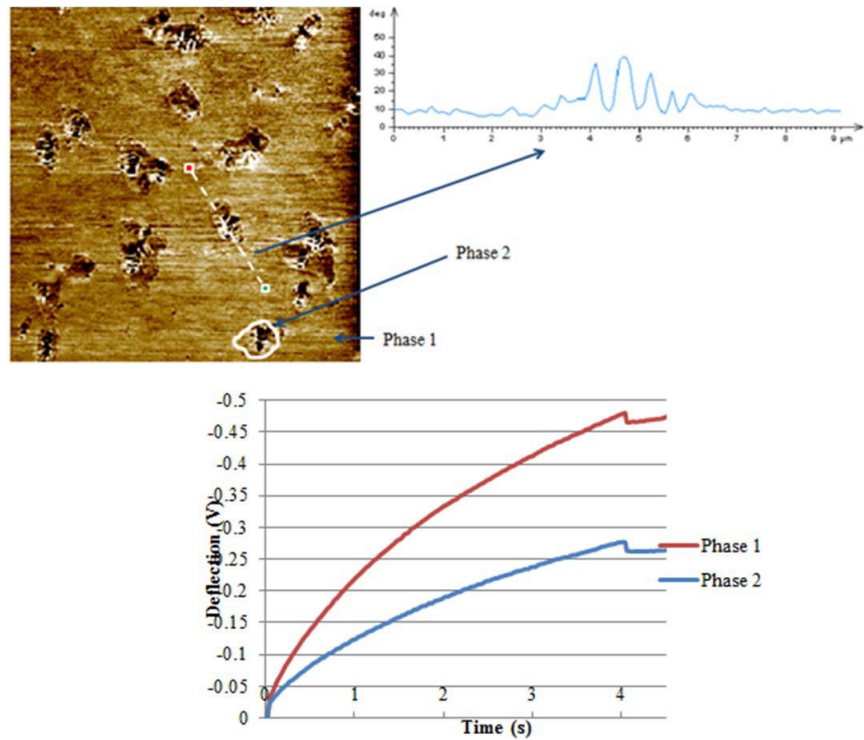 deg
50
40
30
20
10
0
0 1 2 3 4 5 6 7 8 9 µm
Phase 2
Phase 1
-0.5
-0.45
-0.4
-0.35
-0.3
-0.25
-0.2
-0.15
-0.1
-0.05
0
Deflection (V)
0 1 2 3 4
Time (s)
Phase 1
Phase 2